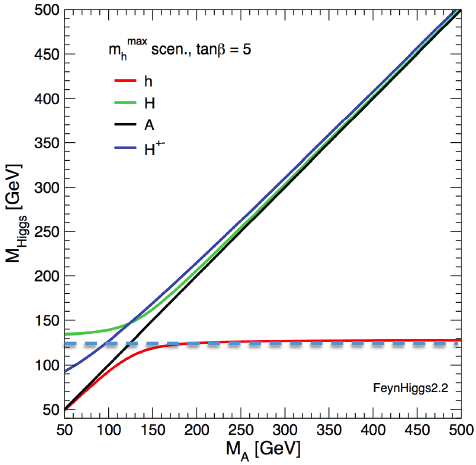 500
450
400
350
300
250
200
150
100
50
M_Higgs [GeV]
m_h^max scen., tanβ = 5
h
H
A
H^+-
FeynHiggs2.2
50 100 150 200 250 300 350 400 450 500
M_A [GeV]